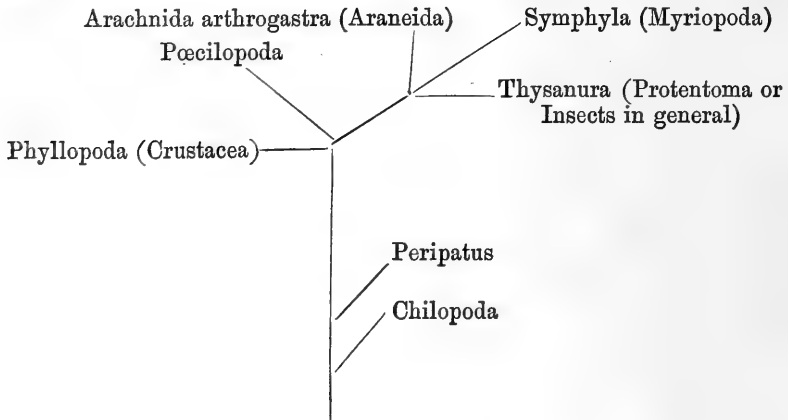 Arachnida arthrogastra (Araneida)
Symphyla (Myriopoda)
Pœcilopoda
Thysanura (Protentoma or
Insects in general)
Phyllopoda (Crustacea)
Peripatus
Chilopoda